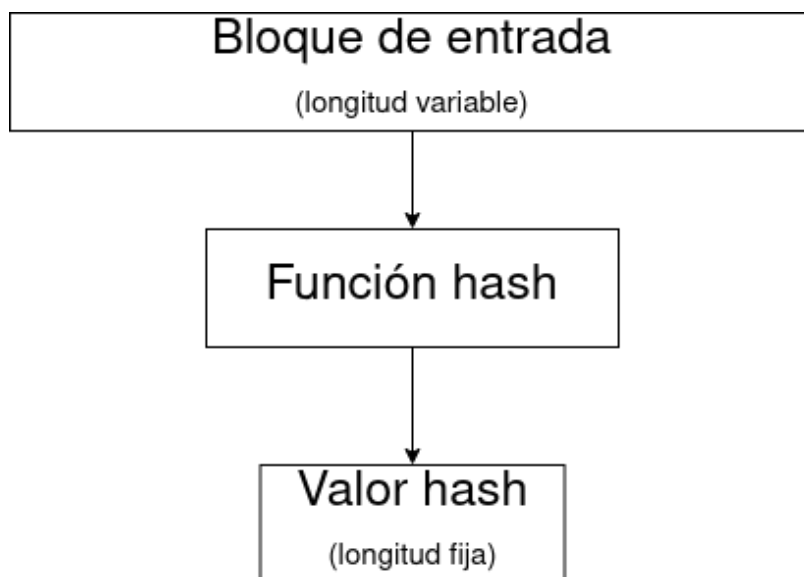 Bloque de entrada
(longitud variable)
Función hash
Valor hash
(longitud fija)